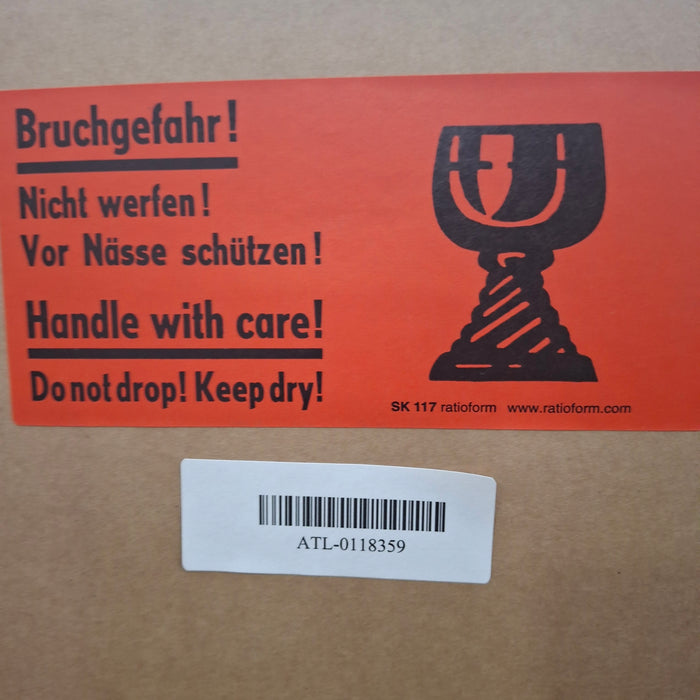 Bruchgefahr!
Nicht werfen!
Vor Nässe schützen!
Handle with care!
Do not drop! Keep dry!
SK 117 ratioform www.ratioform.com
ATL-0118359